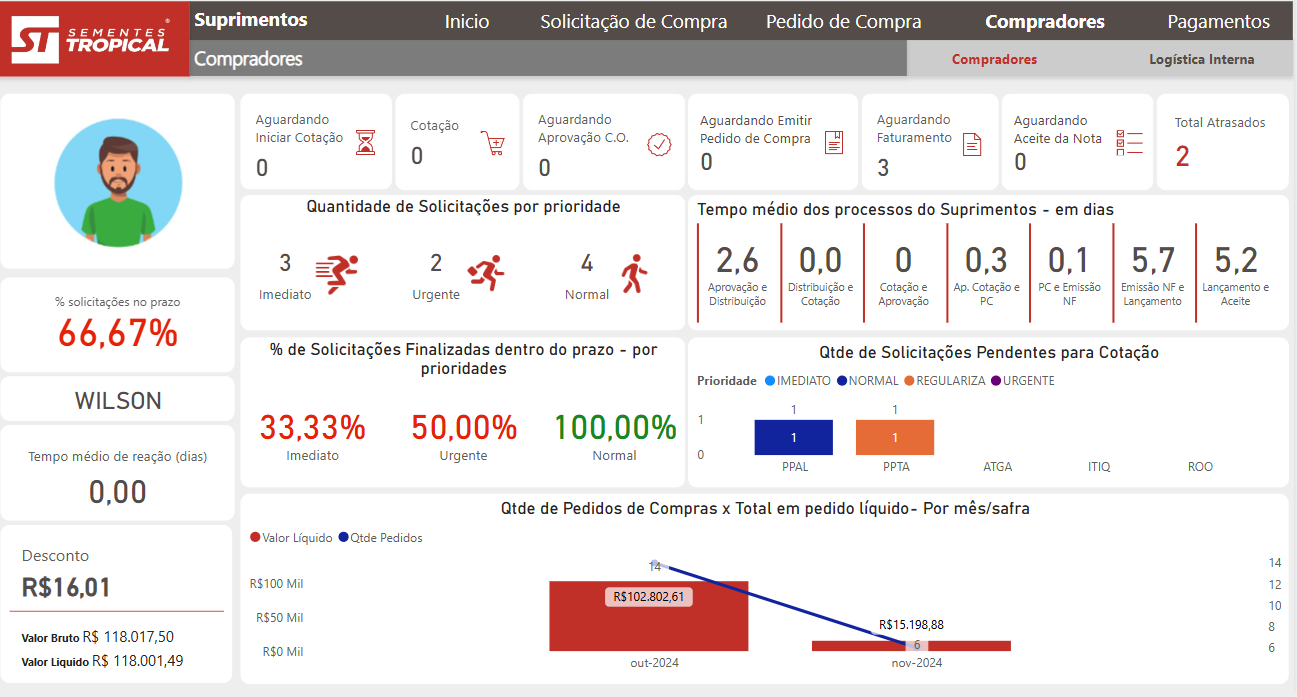 ST SEMENTES TROPICAL ®
Suprimentos
Inicio
Solicitação de Compra
Pedido de Compra
Compradores
Pagamentos
Compradores
Compradores
Logística Interna
Aguardando
Iniciar Cotação
0
Cotação
0
Aguardando
Aprovação C.O.
0
Aguardando Emitir
Pedido de Compra
0
Aguardando
Faturamento
3
Aguardando
Aceite da Nota
0
Total Atrasados
2
% solicitações no prazo
66,67%
WILSON
Tempo médio de reação (dias)
0,00
Desconto
R$16,01
Valor Bruto R$ 118.017,50
Valor Liquido R$ 118.001,49
Quantidade de Solicitações por prioridade
3
Imediato
2
Urgente
4
Normal
Tempo médio dos processos do Suprimentos - em dias
2,6
Aprovação e
Distribuição
0,0
Distribuição e
Cotação
0
Cotação e
Aprovação
0,3
Ap. Cotação e
PC
0,1
PC e Emissão
NF
5,7
Emissão NF e
Lançamento
5,2
Lançamento e
Aceite
% de Solicitações Finalizadas dentro do prazo - por
prioridades
33,33%
Imediato
50,00%
Urgente
100,00%
Normal
Qtde de Solicitações Pendentes para Cotação
Prioridade IMEDIATO NORMAL REGULARIZA URGENTE
1
0
1
1
1
1
PPAL
PPTA
ATGA
ITIQ
ROO
Qtde de Pedidos de Compras x Total em pedido líquido- Por mês/safra
Valor Líquido Qtde Pedidos
R$100 Mil
R$50 Mil
R$0 Mil
14
R$102.802,61
R$15.198,88
6
out-2024
nov-2024
14
12
10
8
6